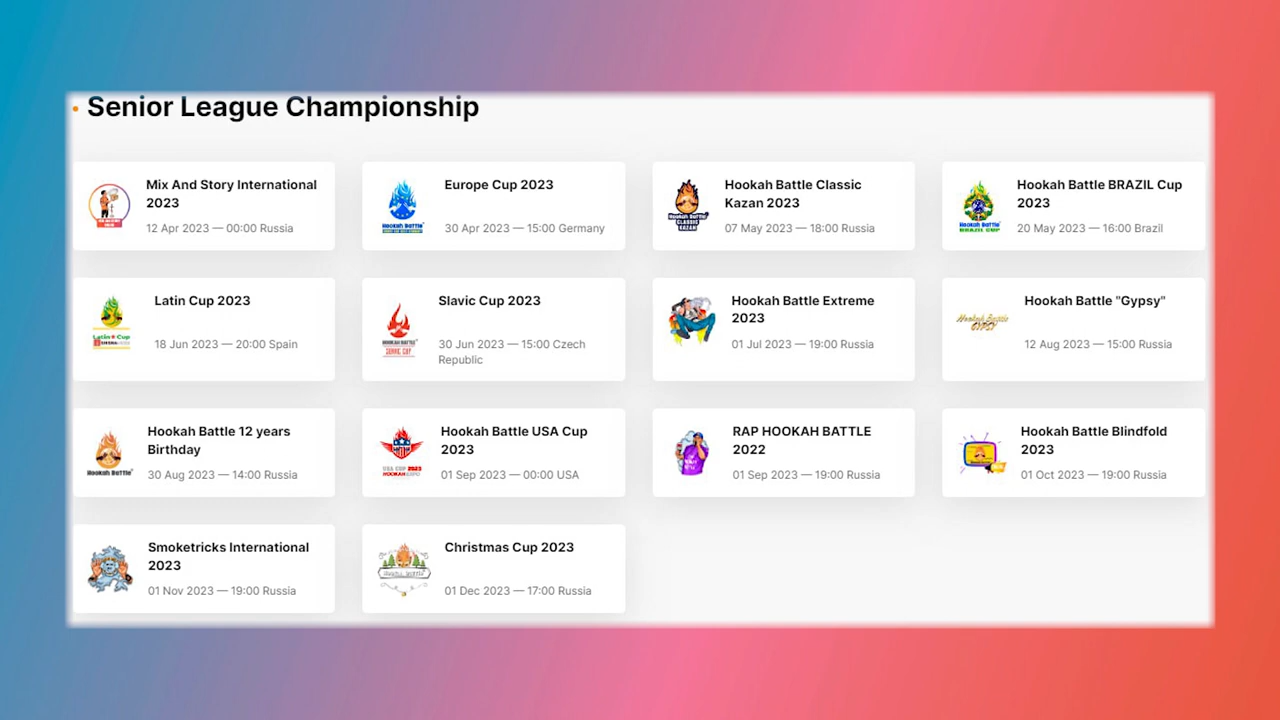 Senior League Championship
Mix And Story International
2023
12 Apr 2023 — 00:00 Russia
Europe Cup 2023
30 Apr 2023 — 15:00 Germany
Hookah Battle Classic
Kazan 2023
07 May 2023 — 18:00 Russia
Hookah Battle BRAZIL Cup
2023
20 May 2023 — 16:00 Brazil
Latin Cup 2023
18 Jun 2023 — 20:00 Spain
Slavic Cup 2023
30 Jun 2023 — 15:00 Czech
Republic
Hookah Battle Extreme
2023
01 Jul 2023 — 19:00 Russia
Hookah Battle "Gypsy"
12 Aug 2023 — 15:00 Russia
Hookah Battle 12 years
Birthday
30 Aug 2023 — 14:00 Russia
Hookah Battle USA Cup
2023
01 Sep 2023 — 00:00 USA
RAP HOOKAH BATTLE
2022
01 Sep 2023 — 19:00 Russia
Hookah Battle Blindfold
2023
01 Oct 2023 — 19:00 Russia
Smoketricks International
2023
01 Nov 2023 — 19:00 Russia
Christmas Cup 2023
01 Dec 2023 — 17:00 Russia